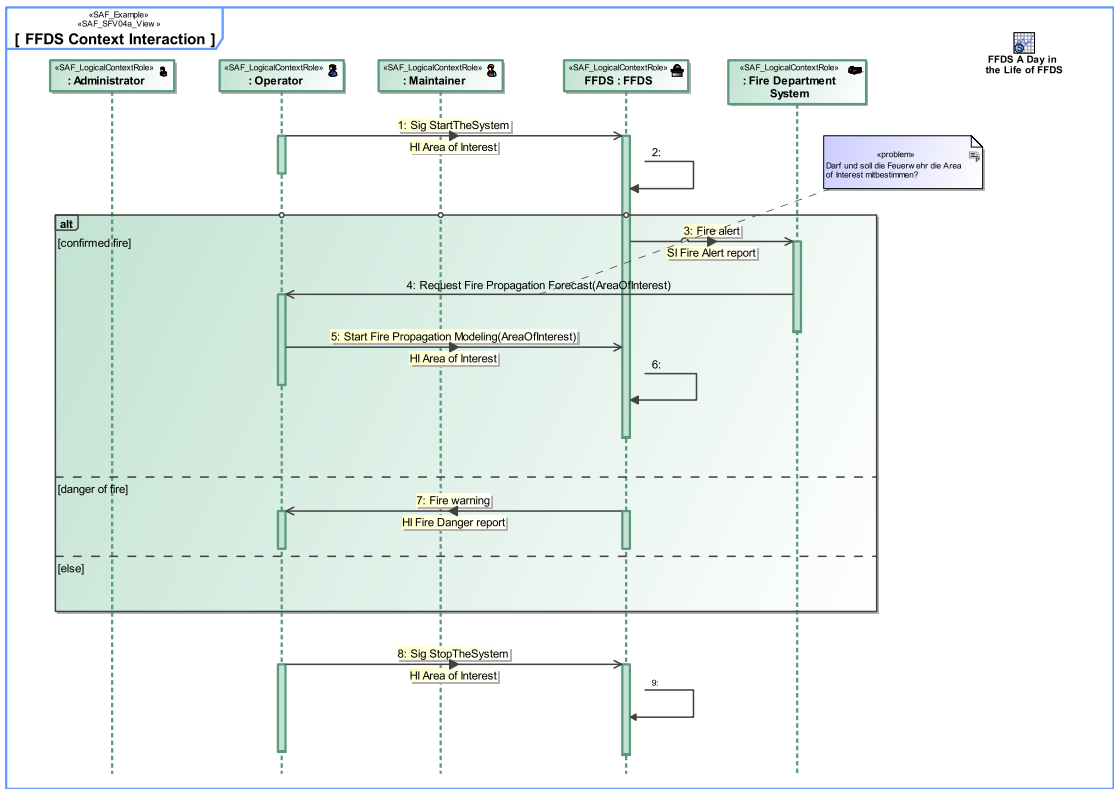 «SAF_Example»
«SAF_SFV04a_View »
[ FFDS Context Interaction ]
FFDS A Day in
the Life of FFDS
«SAF_LogicalContextRole»
: Administrator
«SAF_LogicalContextRole»
: Operator
«SAF_LogicalContextRole»
: Maintainer
«SAF_LogicalContextRole»
FFDS : FFDS
«SAF_LogicalContextRole»
: Fire Department
System
1: Sig StartTheSystem
HI Area of Interest
2:
«problem»
Darf und soll die Feuerwehr die Area
of Interest mitbestimmen?
alt
[confirmed fire]
3: Fire alert
SI Fire Alert report
4: Request Fire Propagation Forecast(AreaOfInterest)
5: Start Fire Propagation Modeling(AreaOfInterest)
HI Area of Interest
6:
[danger of fire]
7: Fire warning
HI Fire Danger report
[else]
8: Sig StopTheSystem
HI Area of Interest
9: